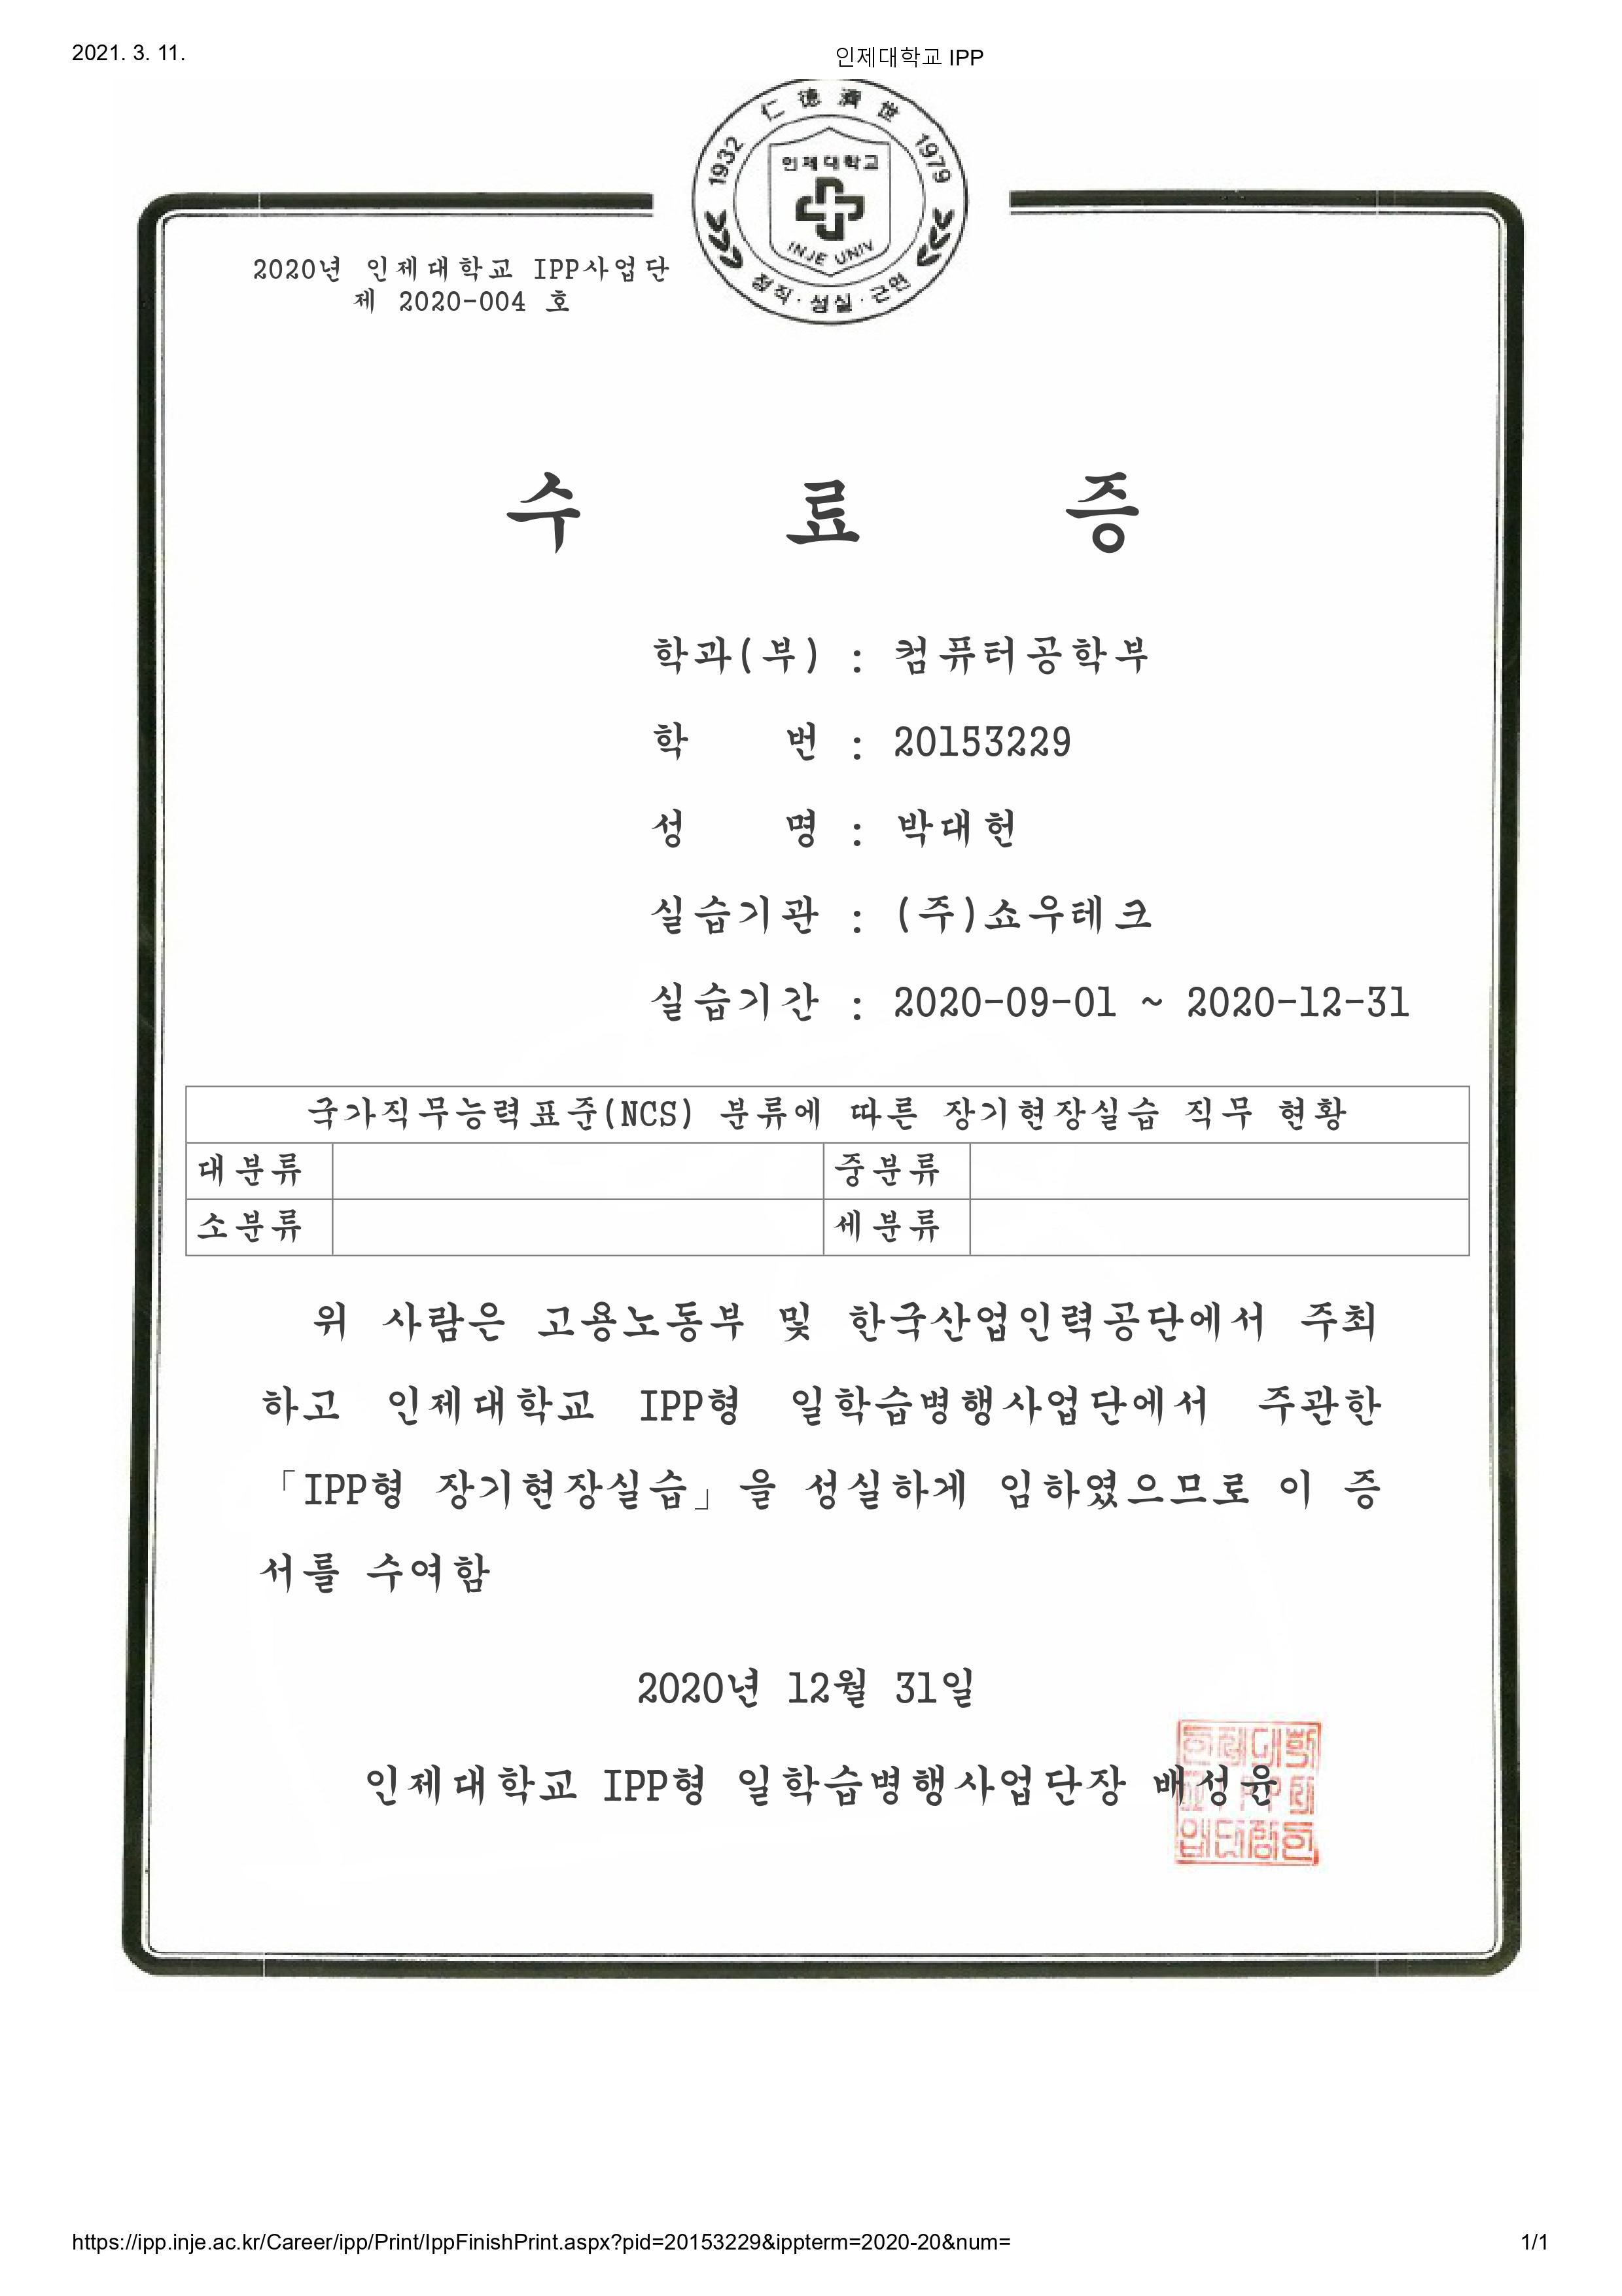 2021. 3. 11.
인제대학교 IPP
仁 德 濟 世
1932
1979
인제대학교
INJE UNIV
정직 · 성실 · 근면
2020년 인제대학교 IPP사업단
제 2020-004 호
수 료 증
학과(부) : 컴퓨터공학부
학 번 : 20153229
성 명 : 박대헌
실습기관 : (주)쇼우테크
실습기간 : 2020-09-01 ~ 2020-12-31
국가직무능력표준(NCS) 분류에 따른 장기현장실습 직무 현황
대분류 중분류
소분류 세분류
위 사람은 고용노동부 및 한국산업인력공단에서 주최
하고 인제대학교 IPP형 일학습병행사업단에서 주관한
「IPP형 장기현장실습」을 성실하게 임하였으므로 이 증
서를 수여함
2020년 12월 31일
인제대학교 IPP형 일학습병행사업단장 배성윤
https://ipp.inje.ac.kr/Career/ipp/Print/IppFinishPrint.aspx?pid=20153229&ippterm=2020-20&num=
1/1